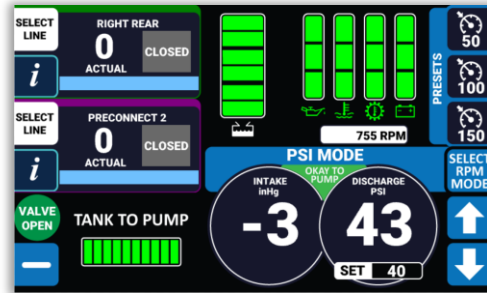 SELECT
LINE
i
RIGHT REAR
0
ACTUAL
CLOSED
SELECT
LINE
i
PRECONNECT 2
0
ACTUAL
CLOSED
755 RPM
PRESETS
50
100
150
PSI MODE
OKAY TO
PUMP
INTAKE
inHg
-3
DISCHARGE
PSI
43
SET 40
SELECT
RPM
MODE
VALVE
OPEN
TANK TO PUMP